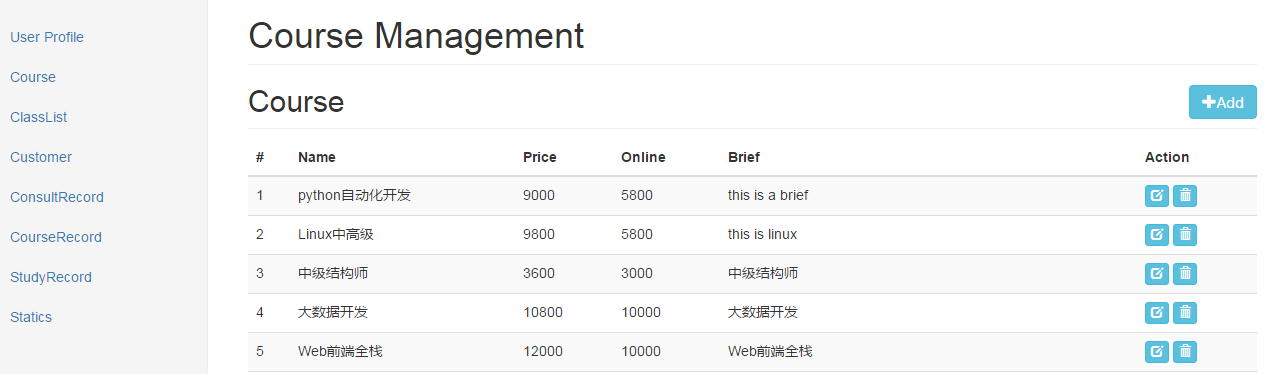 User Profile
Course
ClassList
Customer
ConsultRecord
CourseRecord
StudyRecord
Statics
Course Management
Course
Add
# Name Price Online Brief Action
1 python自动化开发 9000 5800 this is a brief
2 Linux中高级 9800 5800 this is linux
3 中级结构师 3600 3000 中级结构师
4 大数据开发 10800 10000 大数据开发
5 Web前端全栈 12000 10000 Web前端全栈